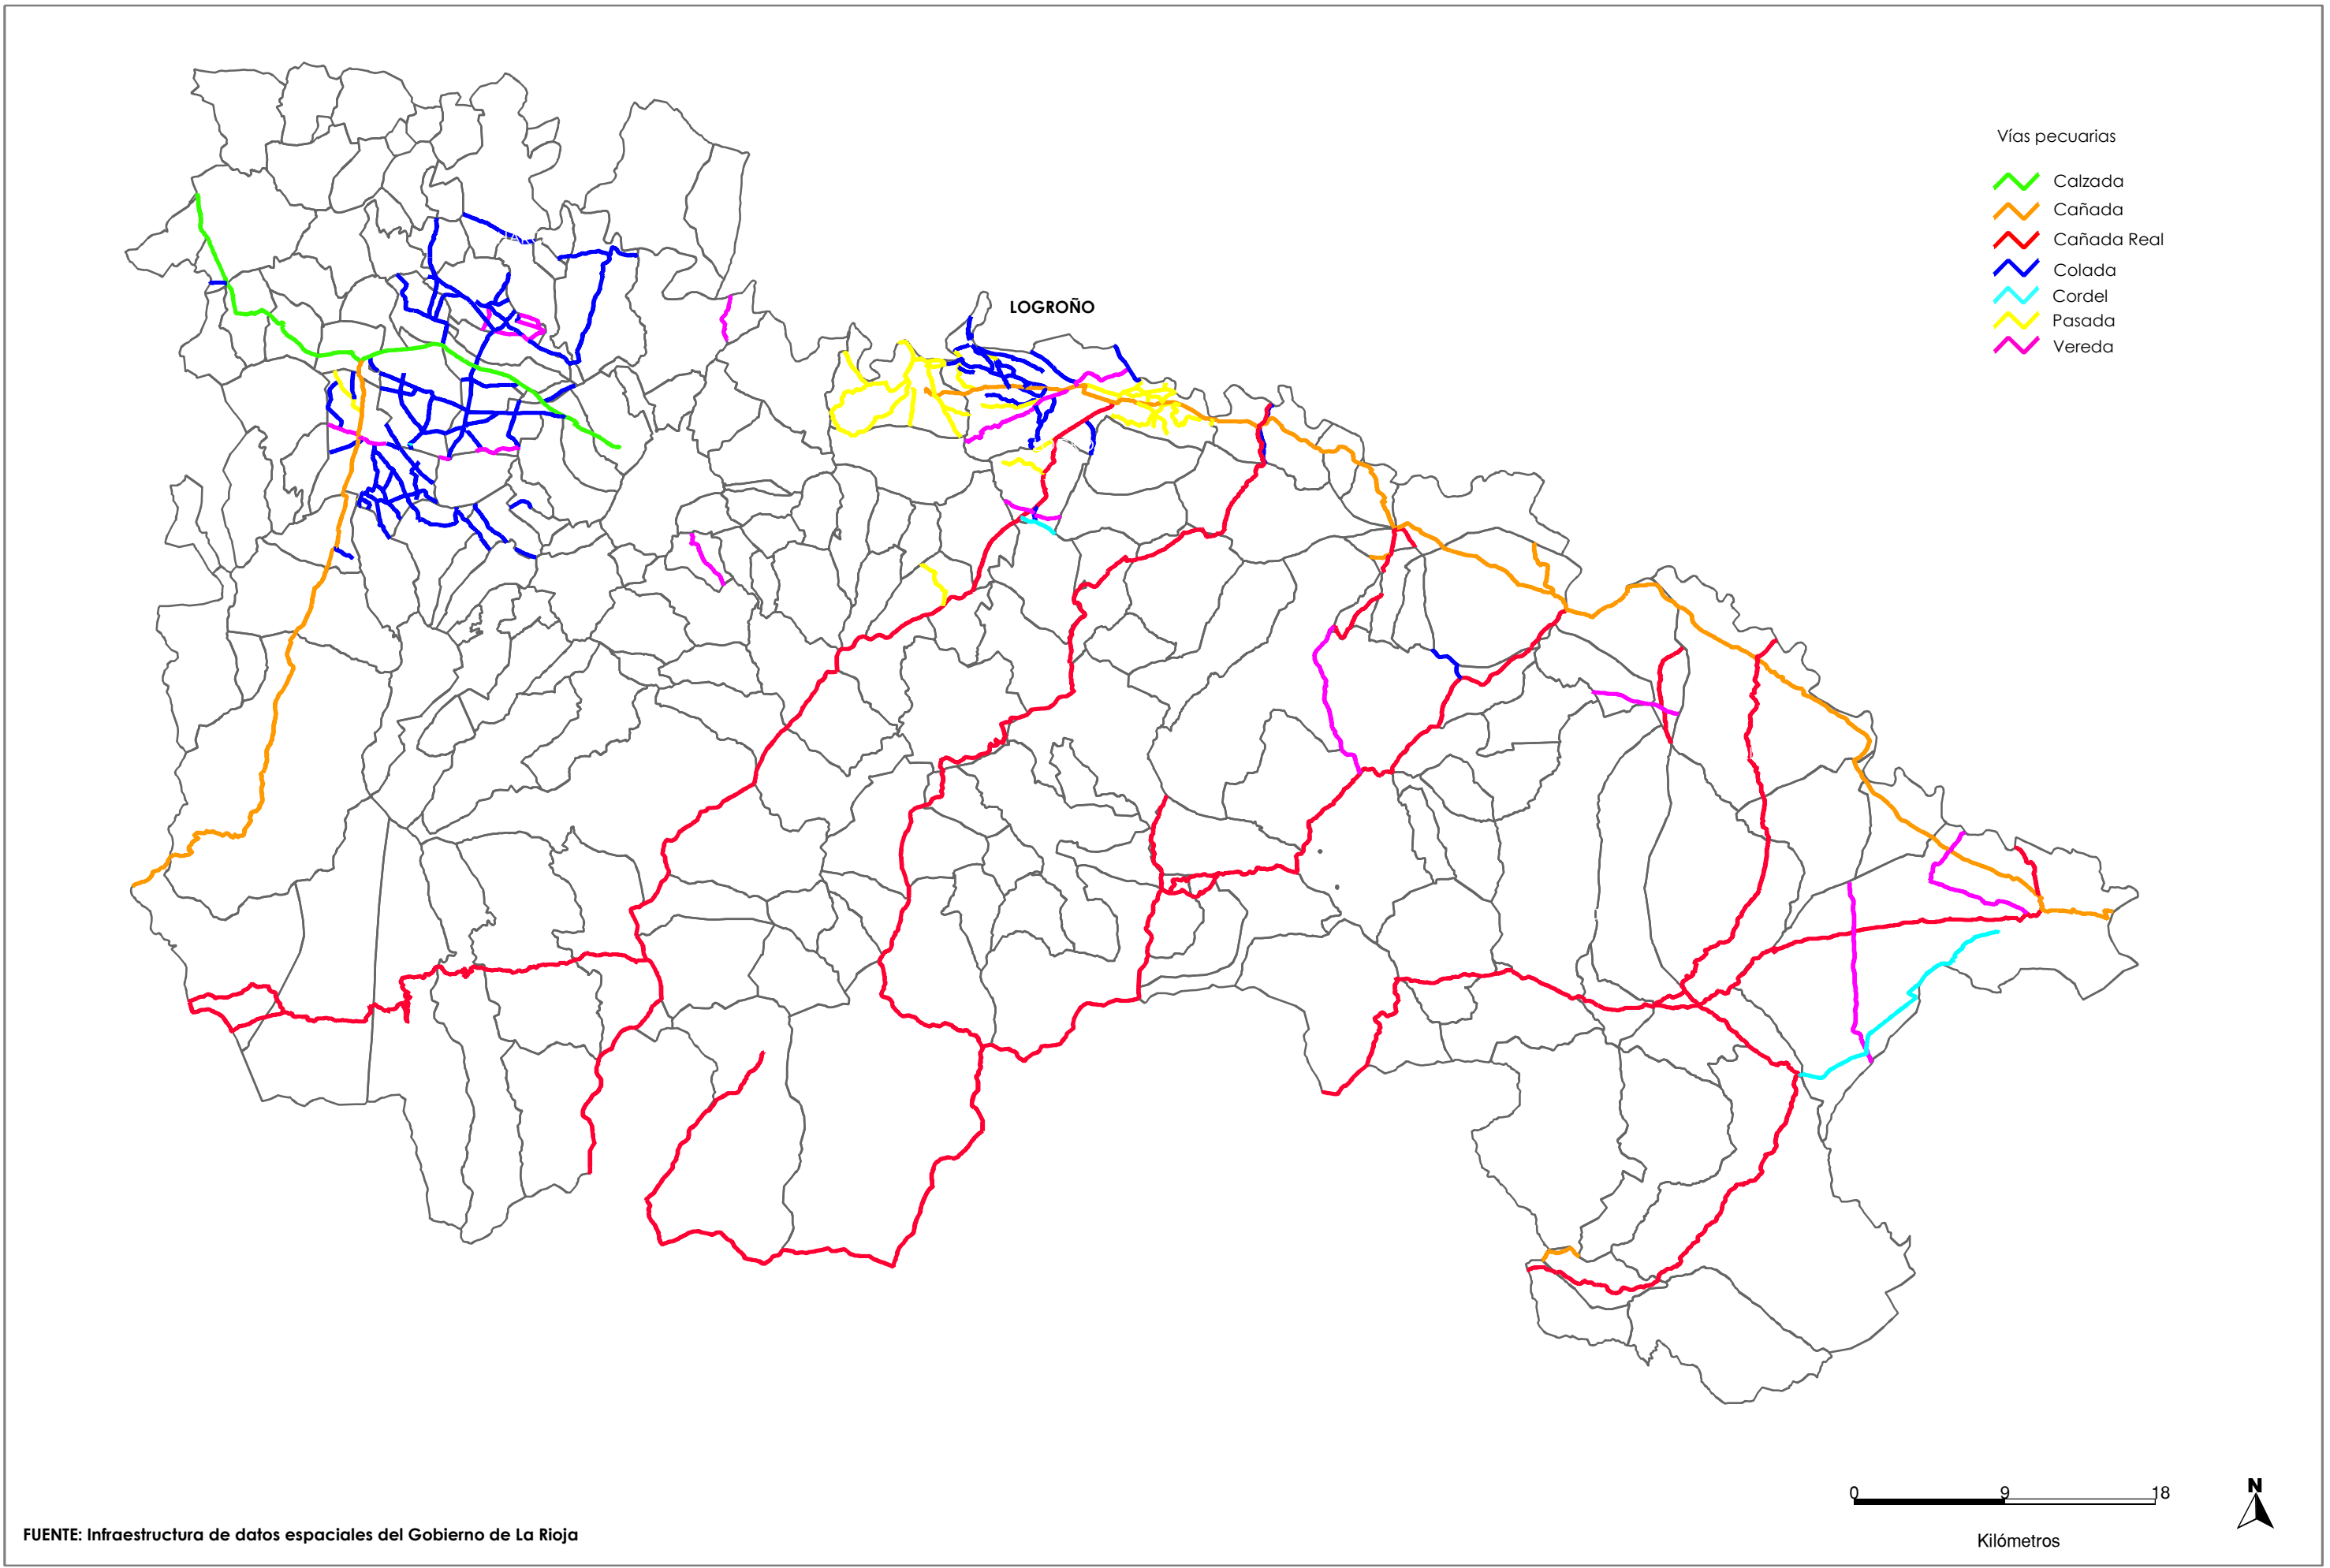 LOGROÑO
Vías pecuarias
Calzada
Cañada
Cañada Real
Colada
Cordel
Pasada
Vereda
0 9 18
Kilómetros
N
FUENTE: Infraestructura de datos espaciales del Gobierno de La Rioja